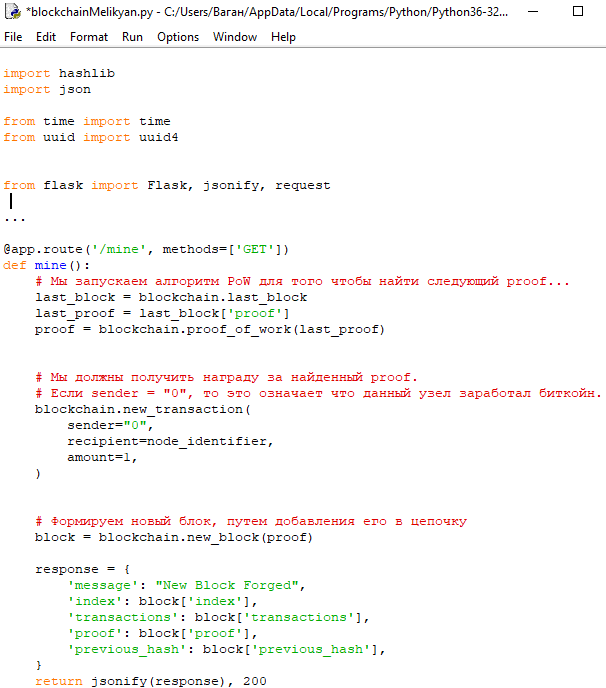 *blockchainMelikyan.py - C:/Users/Ваган/AppData/Local/Programs/Python/Python36-32...
File Edit Format Run Options Window Help
import hashlib
import json
from time import time
from uuid import uuid4
from flask import Flask, jsonify, request
...
@app.route('/mine', methods=['GET'])
def mine():
    # Мы запускаем алгоритм PoW для того чтобы найти следующий proof...
    last_block = blockchain.last_block
    last_proof = last_block['proof']
    proof = blockchain.proof_of_work(last_proof)
    # Мы должны получить награду за найденный proof.
    # Если sender = "0", то это означает что данный узел заработал биткойн.
    blockchain.new_transaction(
        sender="0",
        recipient=node_identifier,
        amount=1,
    )
    # Формируем новый блок, путем добавления его в цепочку
    block = blockchain.new_block(proof)
    response = {
        'message': "New Block Forged",
        'index': block['index'],
        'transactions': block['transactions'],
        'proof': block['proof'],
        'previous_hash': block['previous_hash'],
    }
    return jsonify(response), 200